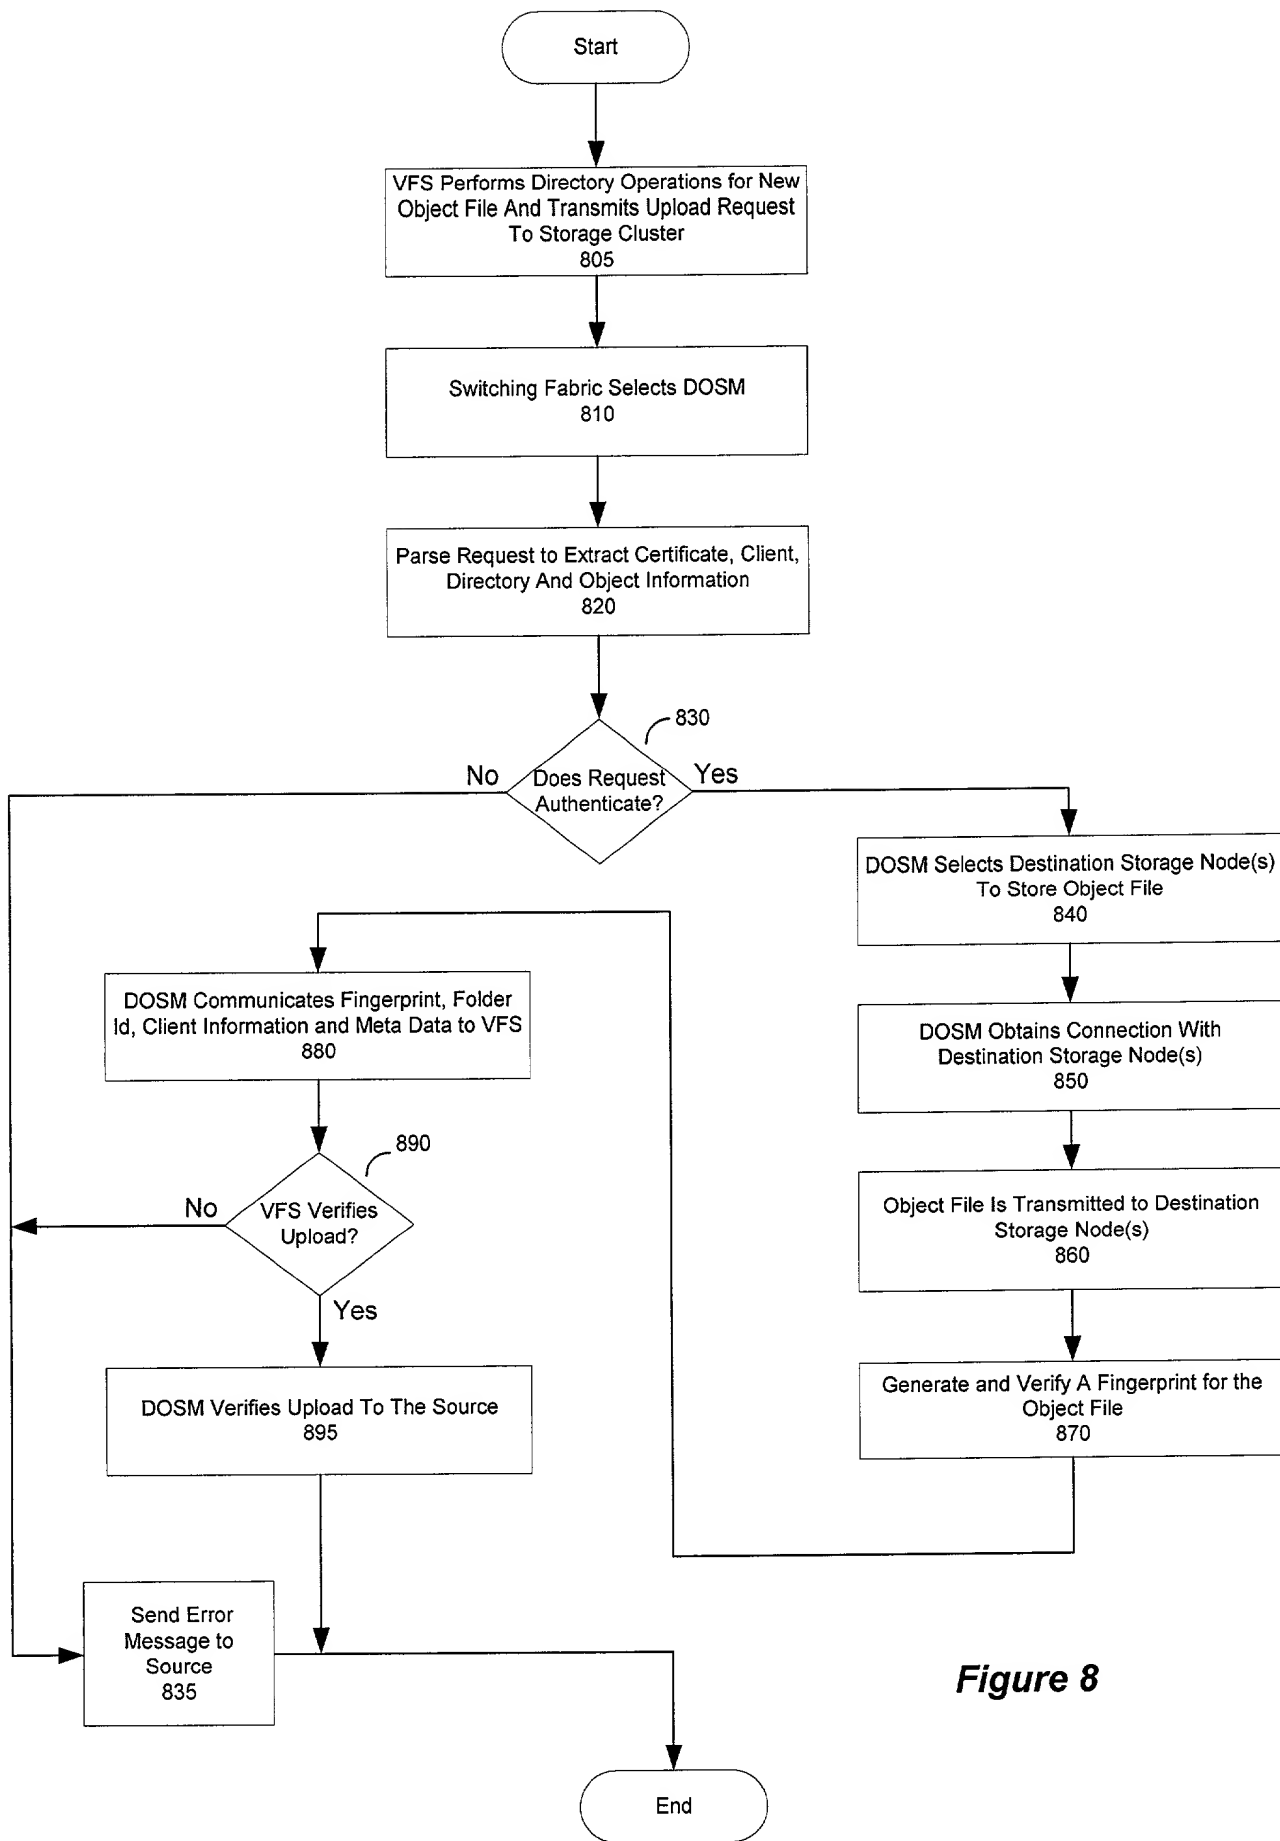 Start
VFS Performs Directory Operations for New
Object File And Transmits Upload Request
To Storage Cluster
805
Switching Fabric Selects DOSM
810
Parse Request to Extract Certificate, Client,
Directory And Object Information
820
830
No
Does Request
Authenticate?
Yes
DOSM Selects Destination Storage Node(s)
To Store Object File
840
DOSM Obtains Connection With
Destination Storage Node(s)
850
Object File Is Transmitted to Destination
Storage Node(s)
860
Generate and Verify A Fingerprint for the
Object File
870
DOSM Communicates Fingerprint, Folder
Id, Client Information and Meta Data to VFS
880
890
No
VFS Verifies
Upload?
Yes
DOSM Verifies Upload To The Source
895
Send Error
Message to
Source
835
Figure 8
End